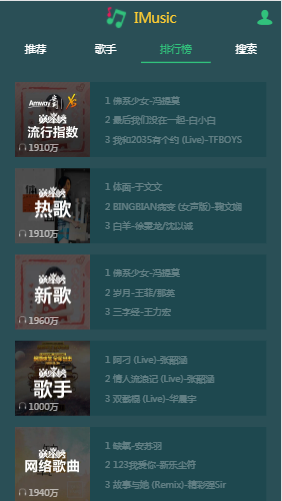 IMusic
推荐 歌手 排行榜 搜索
Amway
巅峰榜
流行指数
1910万
1 佛系少女-冯提莫
2 最后我们没在一起-白小白
3 我和2035有个约 (Live)-TFBOYS
巅峰榜
热歌
1910万
1 体面-于文文
2 BINGBIAN病变 (女声版)-鞠文娴
3 白羊-徐秉龙/沈以诚
巅峰榜
新歌
1960万
1 佛系少女-冯提莫
2 岁月-王菲/那英
3 三字经-王力宏
巅峰榜
歌手
1000万
1 阿刁 (Live)-张韶涵
2 情人流浪记 (Live)-张韶涵
3 双截棍 (Live)-华晨宇
巅峰榜
网络歌曲
1940万
1 缺氧-安苏羽
2 123我爱你-新乐尘符
3 故事与她 (Remix)-精彩轩Sir